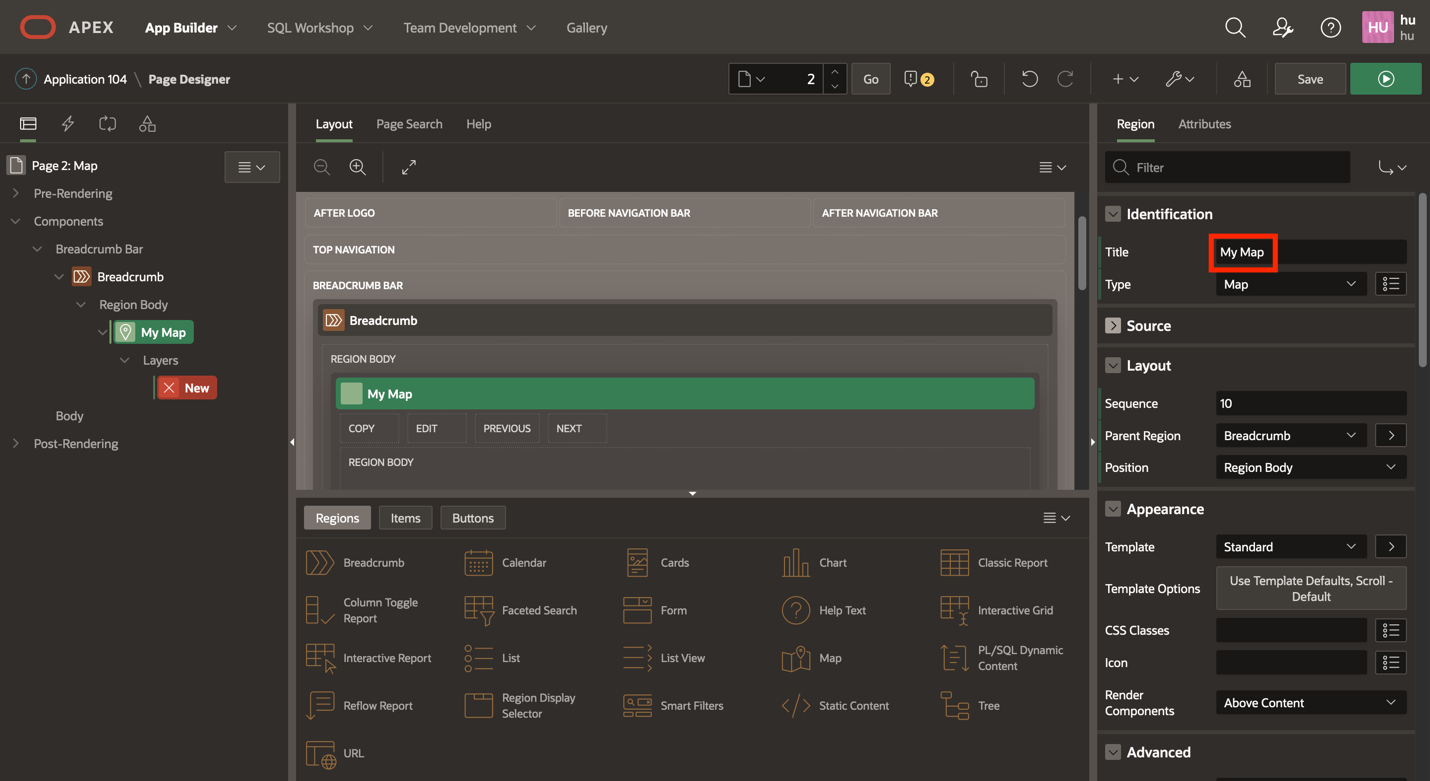 APEX App Builder SQL Workshop Team Development Gallery HU hu
hu
Application 104 \ Page Designer 2 Go 2 Save
Layout Page Search Help
Region Attributes
Page 2: Map
Pre-Rendering
Components
Breadcrumb Bar
Breadcrumb
Region Body
My Map
Layers
New
Body
Post-Rendering
AFTER LOGO BEFORE NAVIGATION BAR AFTER NAVIGATION BAR
TOP NAVIGATION
BREADCRUMB BAR
Breadcrumb
REGION BODY
My Map
COPY EDIT PREVIOUS NEXT
REGION BODY
Regions Items Buttons
Breadcrumb Calendar Cards Chart Classic Report
Column Toggle
Report Faceted Search Form Help Text Interactive Grid
Interactive Report List List View Map PL/SQL Dynamic
Content
Reflow Report Region Display
Selector Smart Filters Static Content Tree
URL
Filter
Identification
Title My Map
Type Map
Source
Layout
Sequence 10
Parent Region Breadcrumb
Position Region Body
Appearance
Template Standard
Template Options Use Template Defaults, Scroll -
Default
CSS Classes
Icon
Render
Components Above Content
Advanced